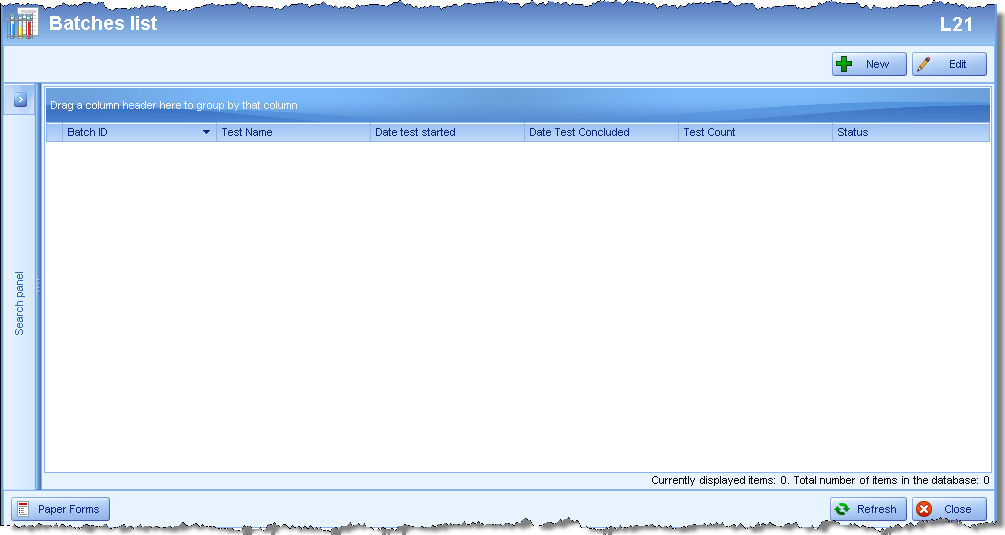 Batches list L21
New Edit
Drag a column header here to group by that column
Batch ID Test Name Date test started Date Test Concluded Test Count Status
Search panel
Currently displayed items: 0. Total number of items in the database: 0
Paper Forms Refresh Close